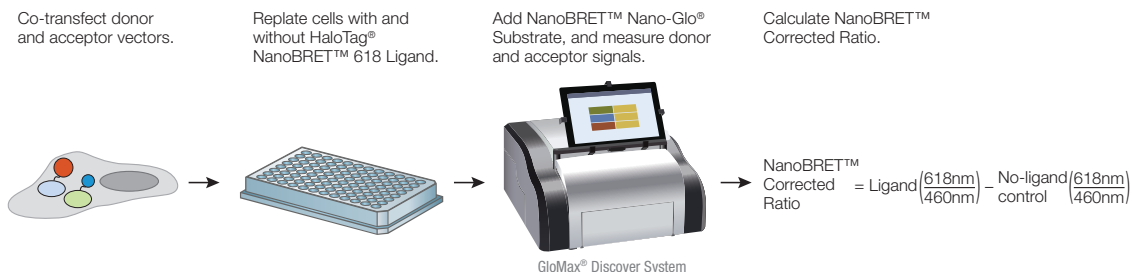 Co-transfect donor
and acceptor vectors.
Replate cells with and
without HaloTag®
NanoBRET™ 618 Ligand.
Add NanoBRET™ Nano-Glo®
Substrate, and measure donor
and acceptor signals.
Calculate NanoBRET™
Corrected Ratio.
NanoBRET™
Corrected
Ratio
= Ligand(618nm/460nm) – No-ligand control(618nm/460nm)
GloMax® Discover System